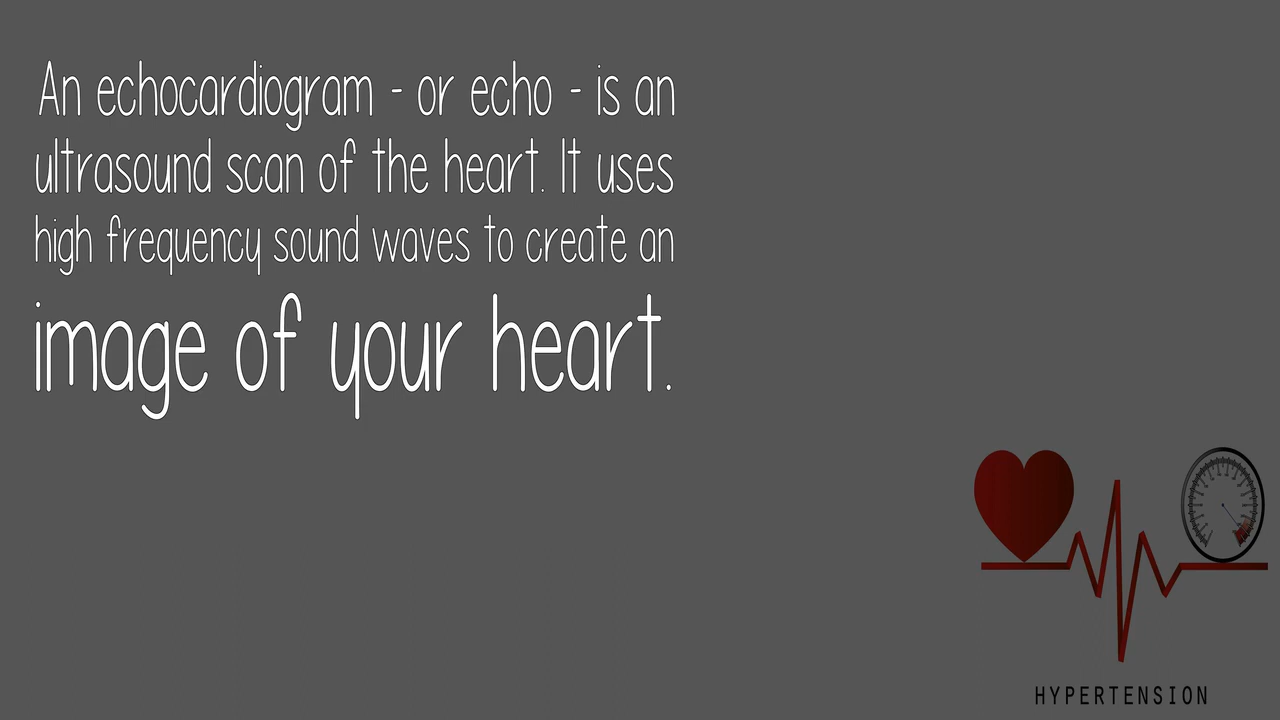 An echocardiogram - or echo - is an
ultrasound scan of the heart. It uses
high frequency sound waves to create an
image of your heart.
HYPERTENSION